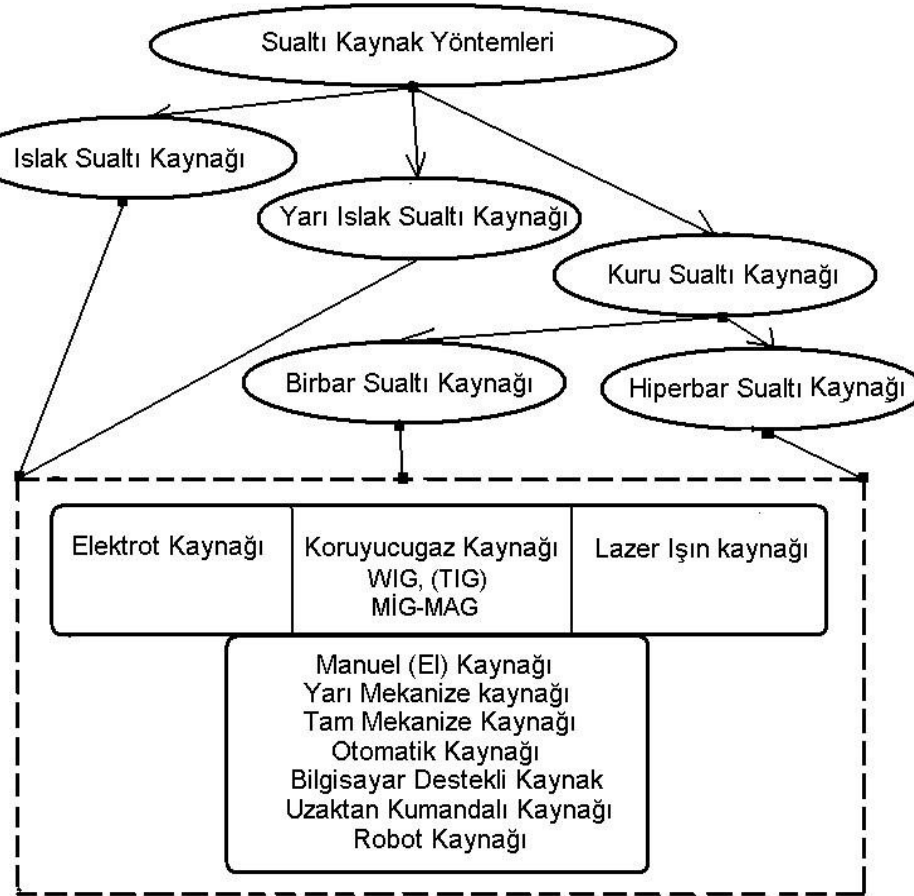 Sualtı Kaynak Yöntemleri
Islak Sualtı Kaynağı
Yarı Islak Sualtı Kaynağı
Kuru Sualtı Kaynağı
Birbar Sualtı Kaynağı
Hiperbar Sualtı Kaynağı
Elektrot Kaynağı
Koruyucugaz Kaynağı
WIG, (TIG)
MİG-MAG
Lazer Işın kaynağı
Manuel (El) Kaynağı
Yarı Mekanize kaynağı
Tam Mekanize Kaynağı
Otomatik Kaynağı
Bilgisayar Destekli Kaynak
Uzaktan Kumandalı Kaynağı
Robot Kaynağı